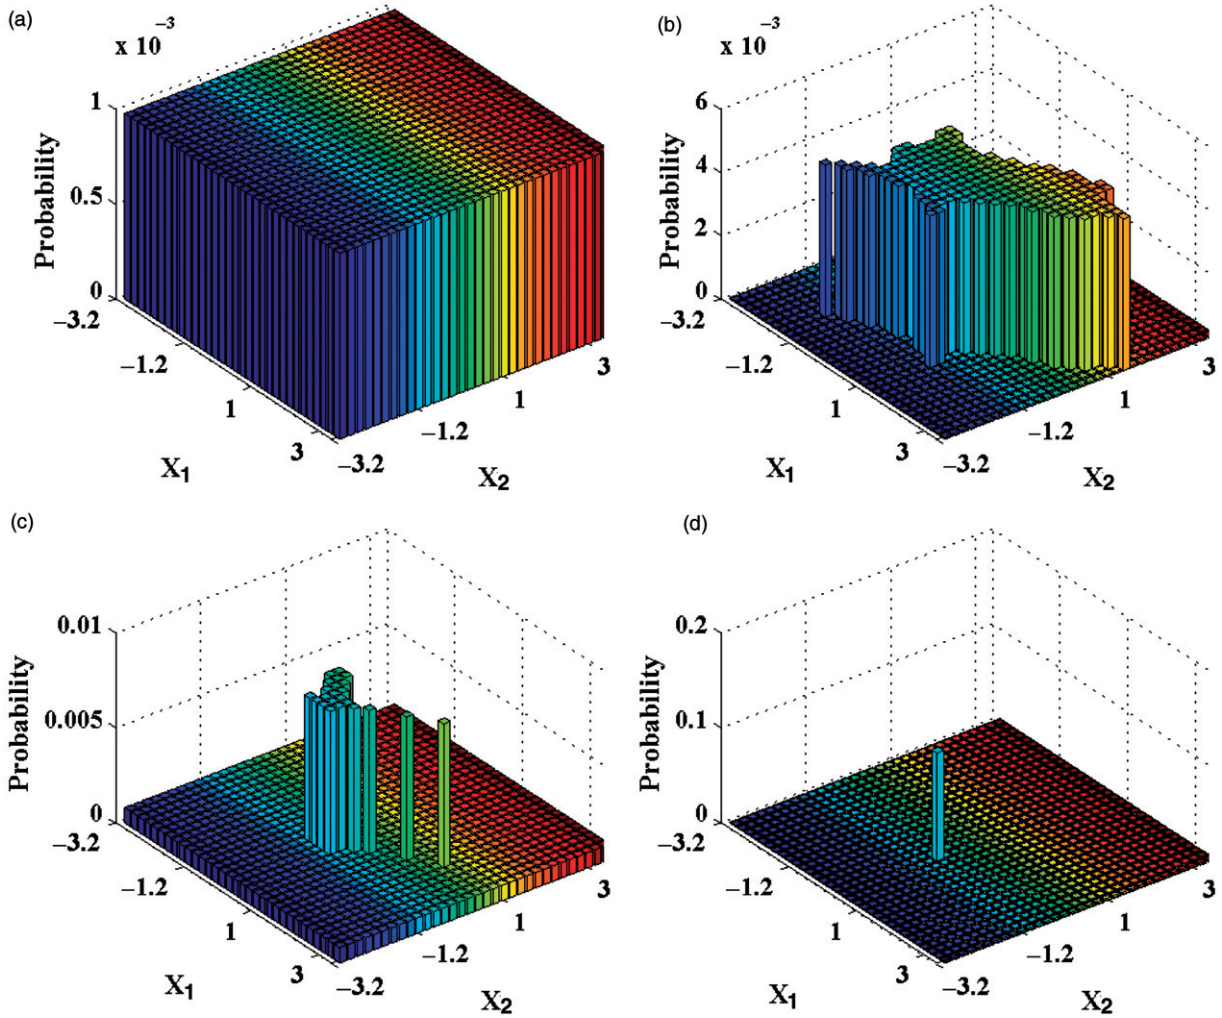 (a)
x 10⁻³
Probability
1
0.5
0
−3.2
−1.2
1
3
X₁
−3.2
−1.2
1
3
X₂
(b)
x 10⁻³
Probability
6
4
2
0
−3.2
−1.2
1
3
X₁
−3.2
−1.2
1
3
X₂
(c)
Probability
0.01
0.005
0
−3.2
−1.2
1
3
X₁
−3.2
−1.2
1
3
X₂
(d)
Probability
0.2
0.1
0
−3.2
−1.2
1
3
X₁
−3.2
−1.2
1
3
X₂